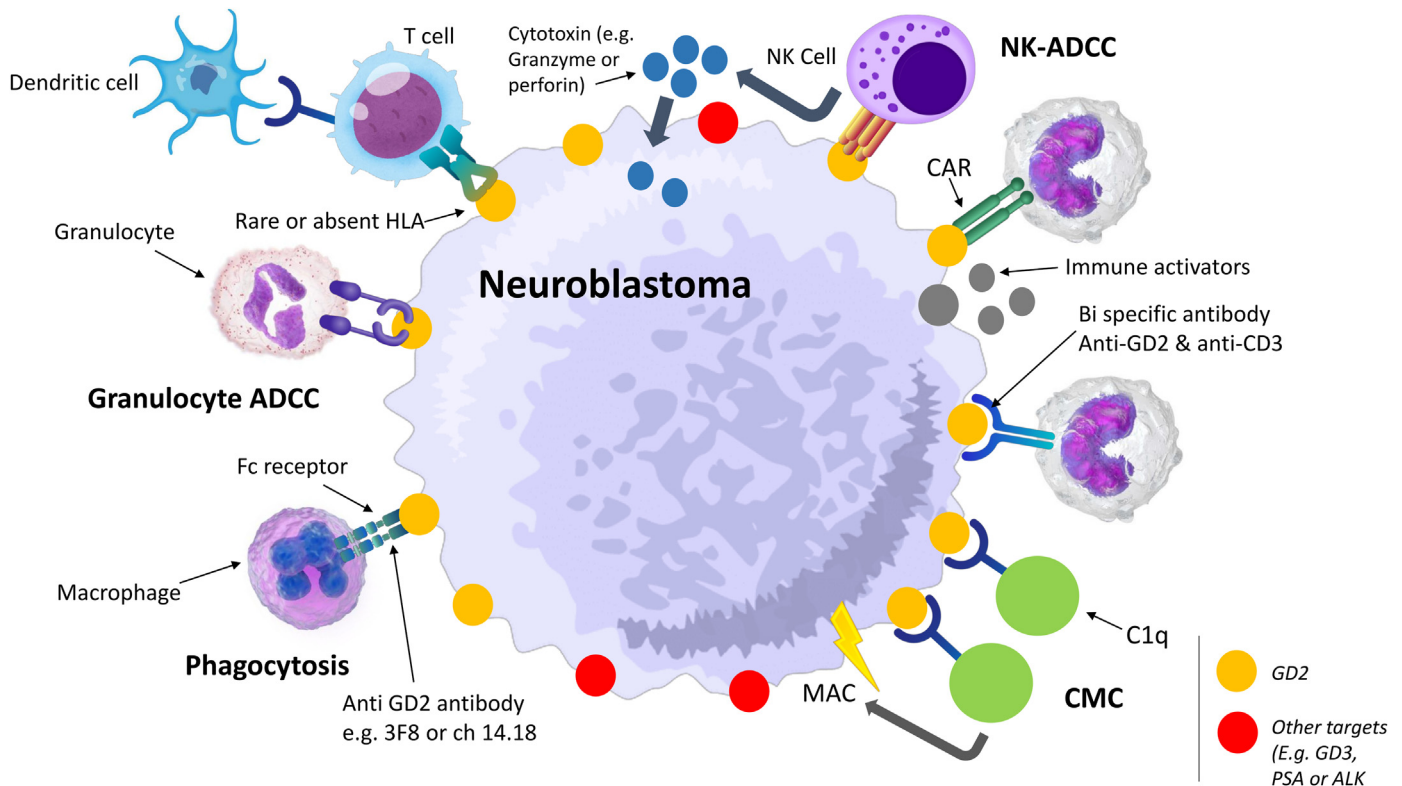 Dendritic cell
T cell
Cytotoxin (e.g.
Granzyme or
perforin)
NK Cell
NK-ADCC
CAR
Rare or absent HLA
Granulocyte
Neuroblastoma
Immune activators
Bi specific antibody
Anti-GD2 & anti-CD3
Granulocyte ADCC
Fc receptor
Macrophage
Phagocytosis
Anti GD2 antibody
e.g. 3F8 or ch 14.18
MAC
C1q
CMC
GD2
Other targets
(E.g. GD3,
PSA or ALK